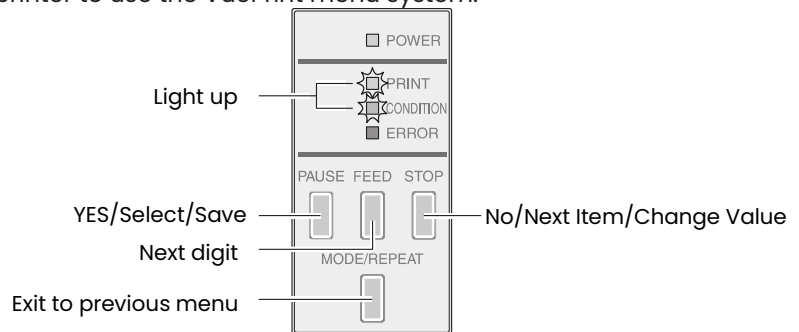 printer to use the VuePrint menu system.
POWER
Light up
PRINT
CONDITION
ERROR
PAUSE FEED STOP
YES/Select/Save
No/Next Item/Change Value
Next digit
MODE/REPEAT
Exit to previous menu